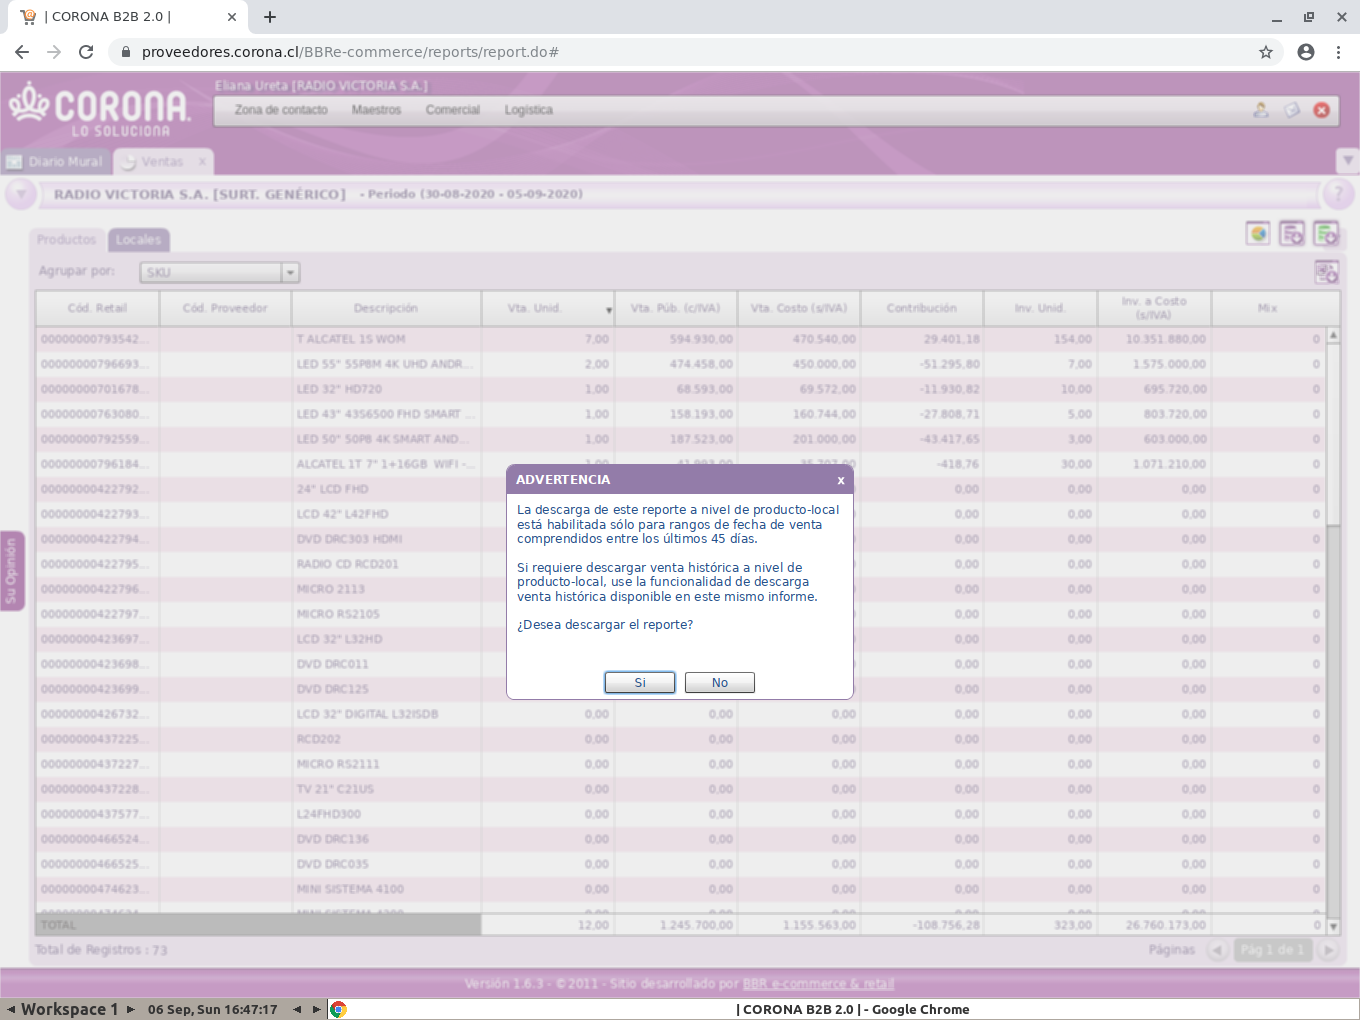 | CORONA B2B 2.0 |
proveedores.corona.cl/BBRe-commerce/reports/report.do#
CORONA
LO SOLUCIONA
Eliana Ureta [RADIO VICTORIA S.A.]
Zona de contacto Maestros Comercial Logística
Diario Mural Ventas x
RADIO VICTORIA S.A. [SURT. GENÉRICO] - Periodo (30-08-2020 - 05-09-2020)
?
Productos Locales
Agrupar por: SKU
Cód. Retail Cód. Proveedor Descripción Vta. Unid. Vta. Púb. (c/IVA) Vta. Costo (s/IVA) Contribución Inv. Unid. Inv. a Costo (s/IVA) Mix
00000000793542... T ALCATEL 1S WOM 7,00 594.930,00 470.540,00 29.401,18 154,00 10.351.880,00 0
00000000796693... LED 55" 55P8M 4K UHD ANDR... 2,00 474.458,00 450.000,00 -51.295,80 7,00 1.575.000,00 0
00000000701678... LED 32" HD720 1,00 68.593,00 69.572,00 -11.930,82 10,00 695.720,00 0
00000000763080... LED 43" 43S6500 FHD SMART ... 1,00 158.193,00 160.744,00 -27.808,71 5,00 803.720,00 0
00000000792559... LED 50" 50P8 4K SMART AND... 1,00 187.523,00 201.000,00 -43.417,65 3,00 603.000,00 0
00000000796184... ALCATEL 1T 7" 1+16GB WIFI -... -418,76 30,00 1.071.210,00 0
00000000422792... 24" LCD FHD 0,00 0,00 0,00 0
00000000422793... LCD 42" L42FHD 0,00 0,00 0,00 0
00000000422794... DVD DRC303 HDMI 0,00 0,00 0,00 0
00000000422795... RADIO CD RCD201 0,00 0,00 0,00 0
00000000422796... MICRO 2113 0,00 0,00 0,00 0
00000000422797... MICRO RS2105 0,00 0,00 0,00 0
00000000423697... LCD 32" L32HD 0,00 0,00 0,00 0
00000000423698... DVD DRC011 0,00 0,00 0,00 0
00000000423699... DVD DRC125 0,00 0,00 0,00 0
00000000426732... LCD 32" DIGITAL L32ISDB 0,00 0,00 0,00 0,00 0,00 0,00 0
00000000437225... RCD202 0,00 0,00 0,00 0,00 0,00 0,00 0
00000000437227... MICRO RS2111 0,00 0,00 0,00 0,00 0,00 0,00 0
00000000437228... TV 21" C21US 0,00 0,00 0,00 0,00 0,00 0,00 0
00000000437577... L24FHD300 0,00 0,00 0,00 0,00 0,00 0,00 0
00000000466524... DVD DRC136 0,00 0,00 0,00 0,00 0,00 0,00 0
00000000466525... DVD DRC035 0,00 0,00 0,00 0,00 0,00 0,00 0
00000000474623... MINI SISTEMA 4100 0,00 0,00 0,00 0,00 0,00 0,00 0
TOTAL 12,00 1.245.700,00 1.155.563,00 -108.756,28 323,00 26.760.173,00 0
Total de Registros : 73 Páginas Pág 1 de 1
Su Opinión
ADVERTENCIA x
La descarga de este reporte a nivel de producto-local
está habilitada sólo para rangos de fecha de venta
comprendidos entre los últimos 45 días.
Si requiere descargar venta histórica a nivel de
producto-local, use la funcionalidad de descarga
venta histórica disponible en este mismo informe.
¿Desea descargar el reporte?
Si No
Versión 1.6.3 - ©2011 - Sitio desarrollado por BBR e-commerce & retail
Workspace 1 06 Sep, Sun 16:47:17 | CORONA B2B 2.0 | - Google Chrome